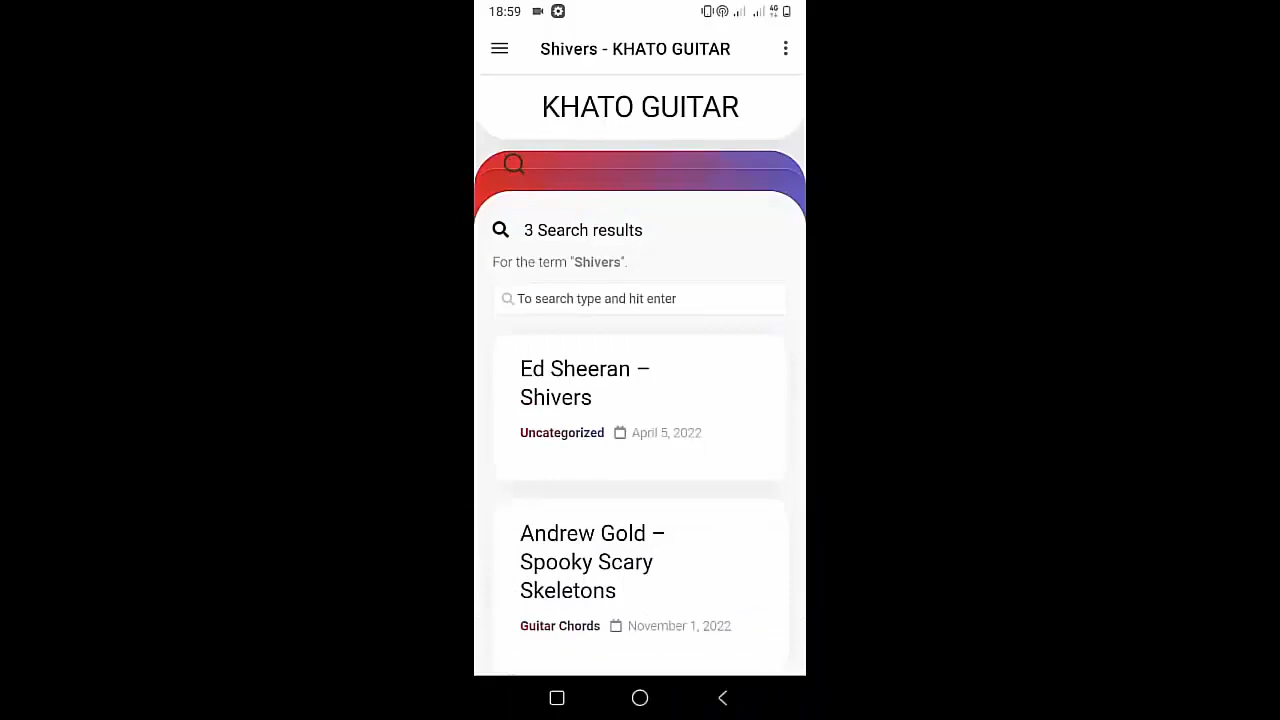 18:59
4G
Shivers - KHATO GUITAR
KHATO GUITAR
3 Search results
For the term "Shivers".
To search type and hit enter
Ed Sheeran –
Shivers
Uncategorized April 5, 2022
Andrew Gold –
Spooky Scary
Skeletons
Guitar Chords November 1, 2022